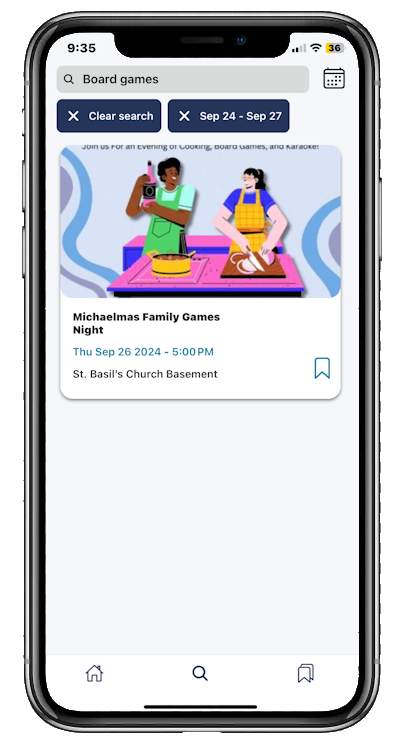 9:35
36
Board games
Clear search
Sep 24 - Sep 27
Join us For an Evening of Cooking, Board Games, and Karaoke!
Michaelmas Family Games
Night
Thu Sep 26 2024 - 5:00PM
St. Basil's Church Basement